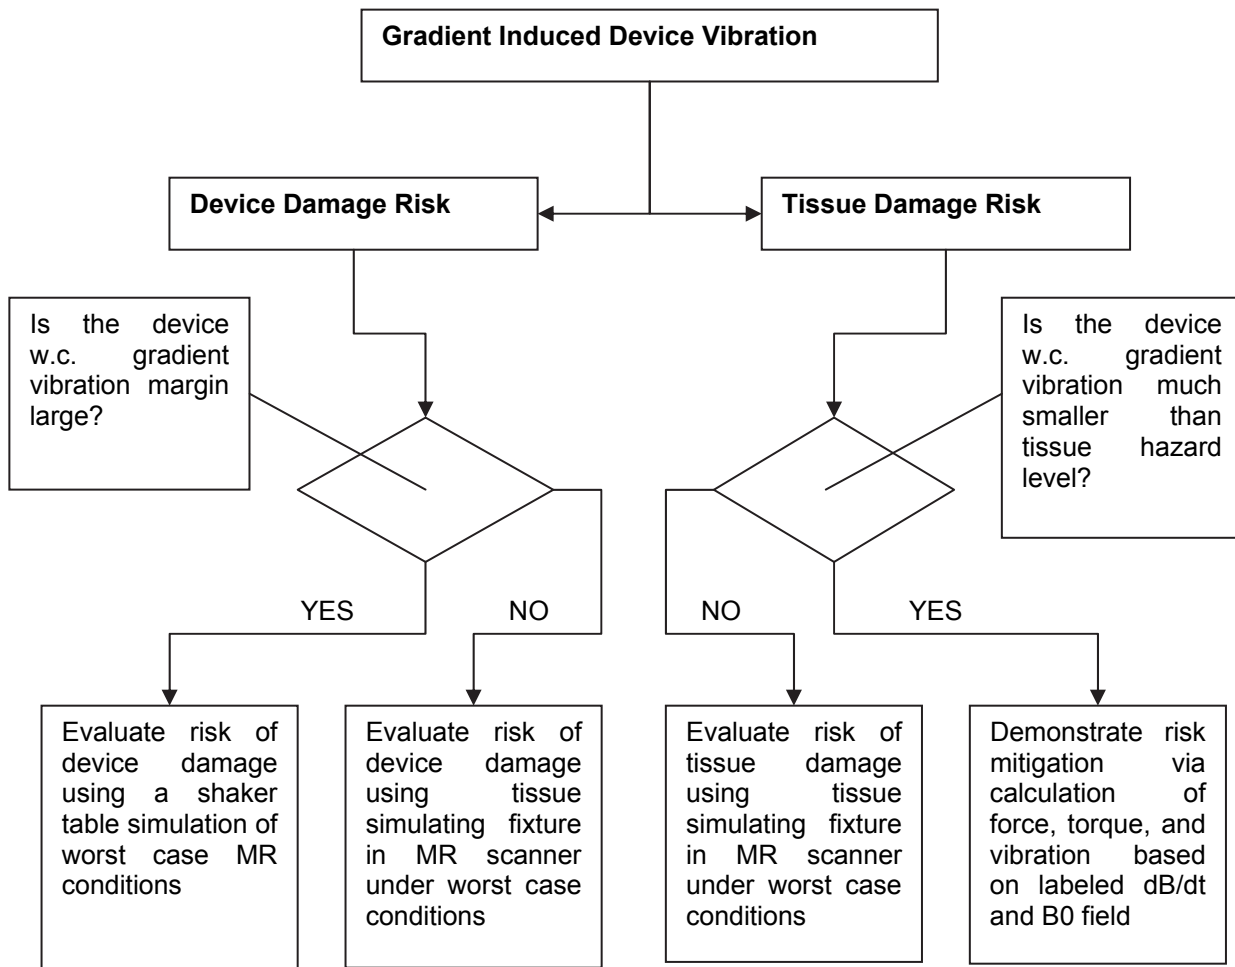 Gradient Induced Device Vibration
Device Damage Risk
Tissue Damage Risk
Is the device
w.c. gradient
vibration margin
large?
Is the device
w.c. gradient
vibration much
smaller than
tissue hazard
level?
YES
NO
NO
YES
Evaluate risk of
device damage
using a shaker
table simulation of
worst case MR
conditions
Evaluate risk of
device damage
using tissue
simulating fixture
in MR scanner
under worst case
conditions
Evaluate risk of
tissue damage
using tissue
simulating fixture
in MR scanner
under worst case
conditions
Demonstrate risk
mitigation via
calculation of
force, torque, and
vibration based
on labeled dB/dt
and B0 field